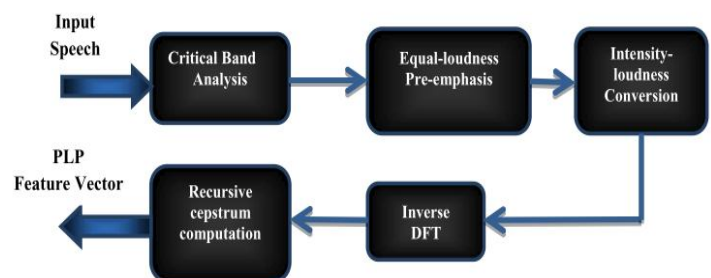 Input
Speech
Critical Band
Analysis
Equal-loudness
Pre-emphasis
Intensity-
loudness
Conversion
PLP
Feature Vector
Recursive
cepstrum
computation
Inverse
DFT